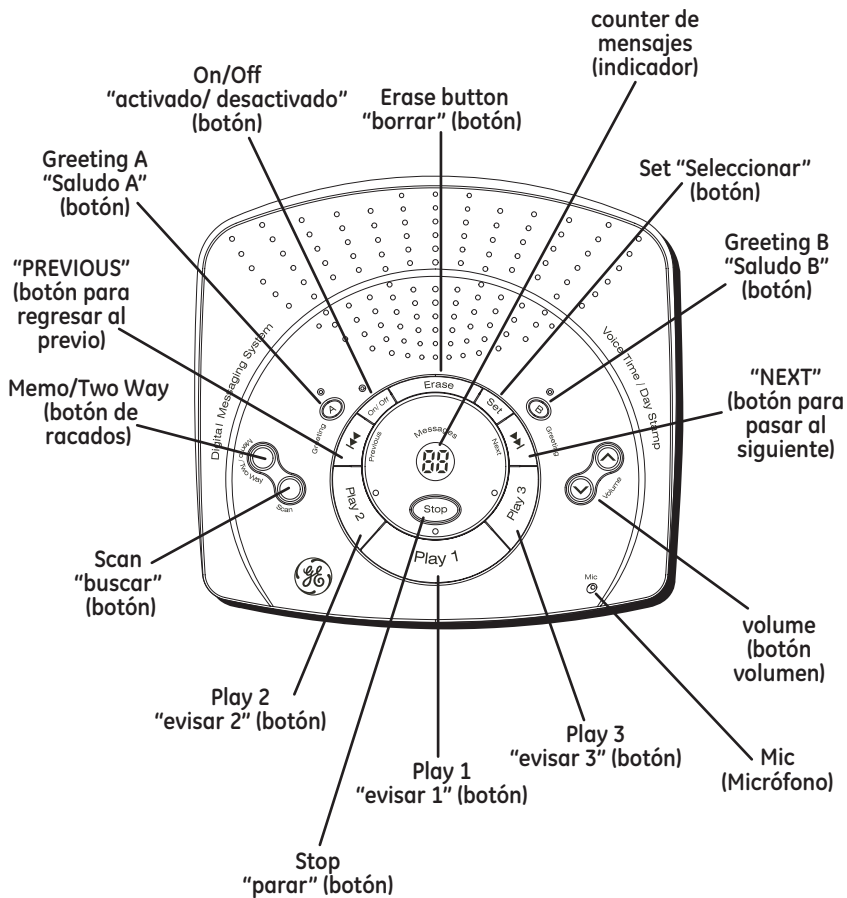 counter de
mensajes
(indicador)
On/Off
“activado/ desactivado”
(botón)
Erase button
“borrar” (botón)
Greeting A
“Saludo A”
(botón)
Set “Seleccionar”
(botón)
Greeting B
“Saludo B”
(botón)
“PREVIOUS”
(botón para
regresar al
previo)
Memo/Two Way
(botón de
racados)
“NEXT”
(botón para
pasar al
siguiente)
Scan
“buscar”
(botón)
volume
(botón
volumen)
Play 2
“evisar 2” (botón)
Play 1
“evisar 1” (botón)
Play 3
“evisar 3” (botón)
Mic
(Micrófono)
Stop
“parar” (botón)
Digital Messaging System
Voice Time / Day Stamp
On/Off
Erase
Set
A
Greeting
B
Greeting
Previous
Messages
Next
88
Stop
Play 2
Play 1
Play 3
Memo
Two Way
Scan
Volume
Mic
GE